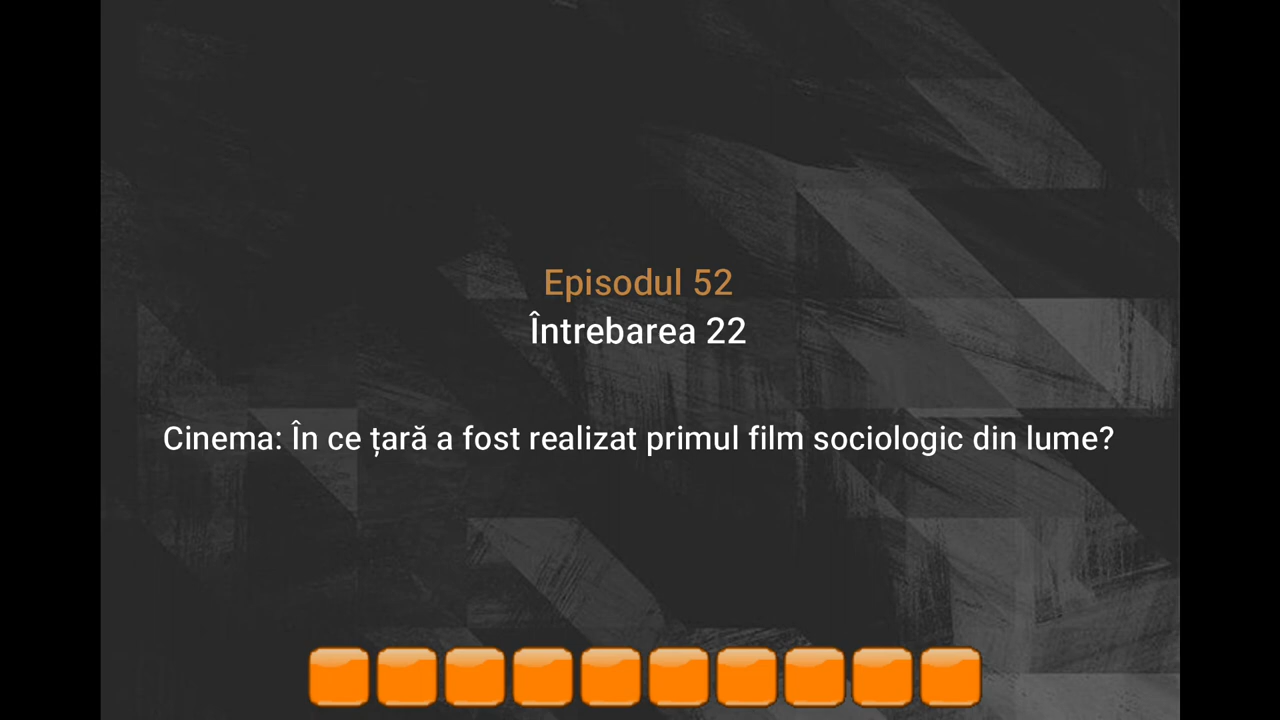 Episodul 52
Întrebarea 22
Cinema: În ce țară a fost realizat primul film sociologic din lume?